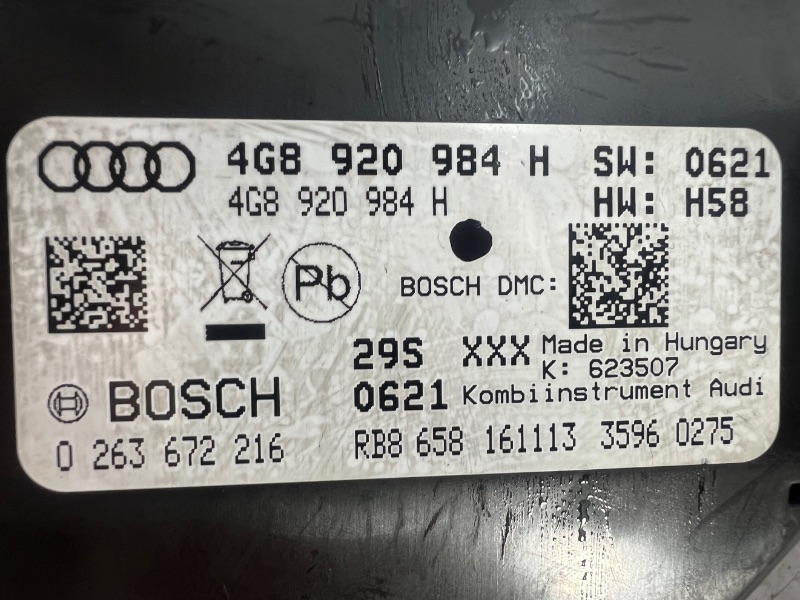 4G8 920 984 H SW: 0621
4G8 920 984 H HW: H58
Pb
BOSCH DMC:
29S XXX Made in Hungary
K: 623507
BOSCH 0621 Kombiinstrument Audi
0 263 672 216 RB8 658 161113 3596 0275